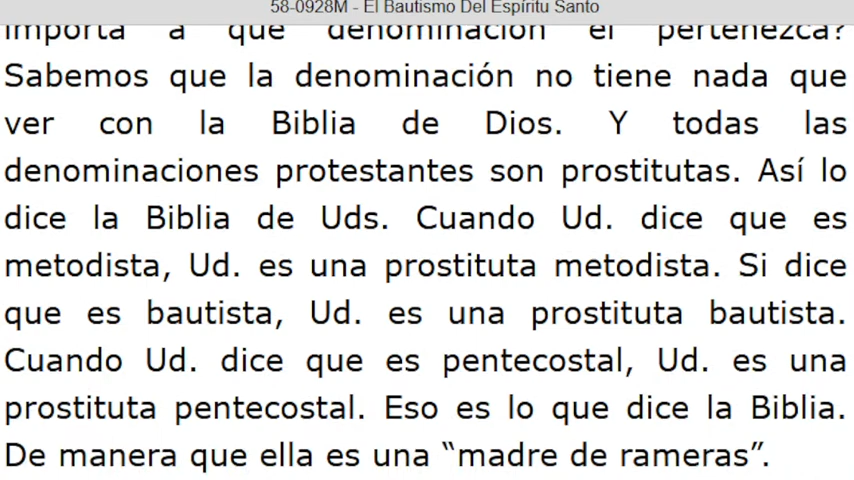 58-0928M - El Bautismo Del Espíritu Santo
importa a qué denominación él pertenezca?
Sabemos que la denominación no tiene nada que
ver con la Biblia de Dios. Y todas las
denominaciones protestantes son prostitutas. Así lo
dice la Biblia de Uds. Cuando Ud. dice que es
metodista, Ud. es una prostituta metodista. Si dice
que es bautista, Ud. es una prostituta bautista.
Cuando Ud. dice que es pentecostal, Ud. es una
prostituta pentecostal. Eso es lo que dice la Biblia.
De manera que ella es una “madre de rameras”.